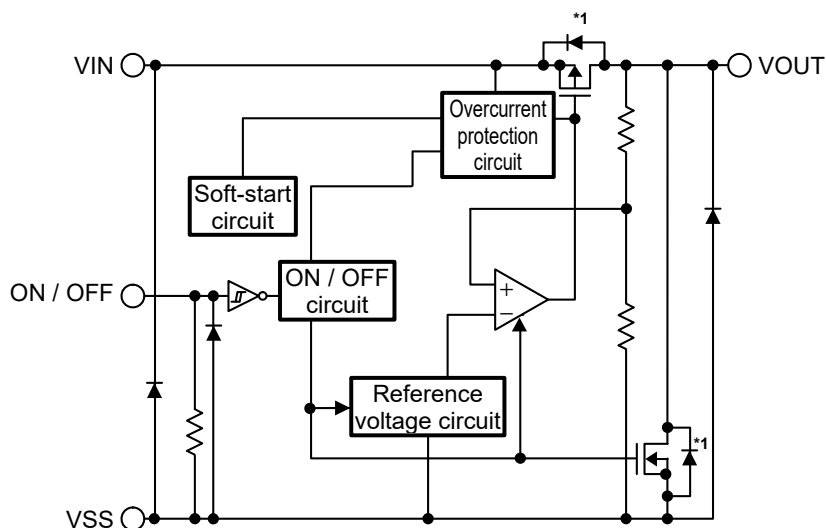 *1
VIN
VOUT
Overcurrent
protection
circuit
Soft-start
circuit
ON / OFF
ON / OFF
circuit
+
−
Reference
voltage circuit
*1
VSS